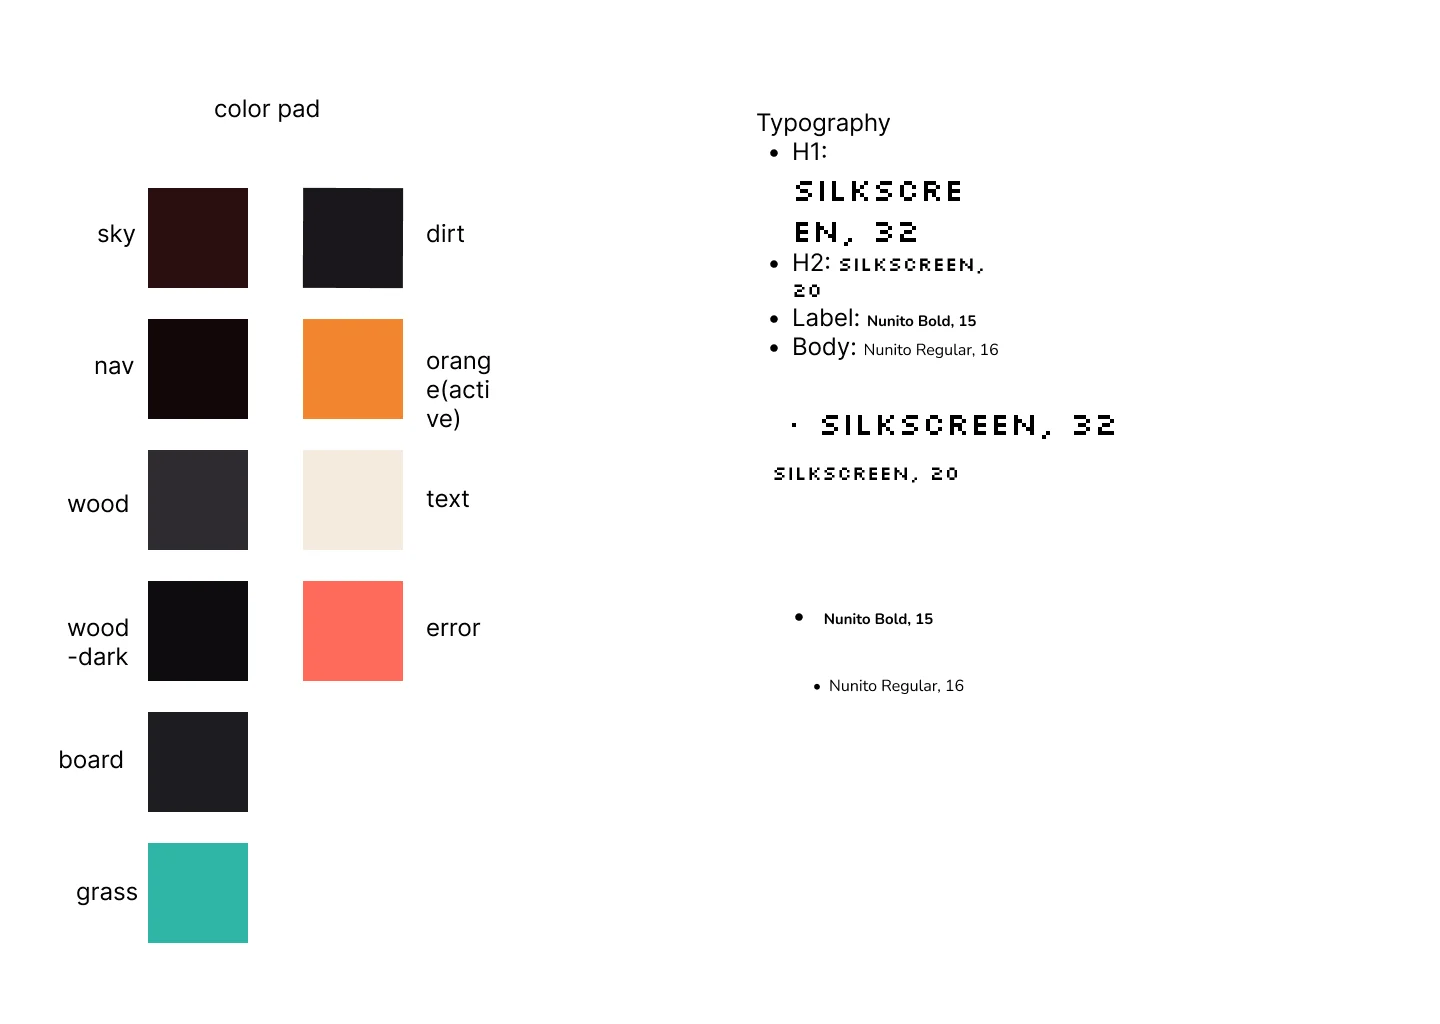 color pad
sky
dirt
nav
orang
e(acti
ve)
wood
text
wood
-dark
error
board
grass
Typography
• H1:
SILKSCRE
EN, 32
• H2: SILKSCREEN,
20
• Label: Nunito Bold, 15
• Body: Nunito Regular, 16
· SILKSCREEN, 32
SILKSCREEN, 20
• Nunito Bold, 15
• Nunito Regular, 16